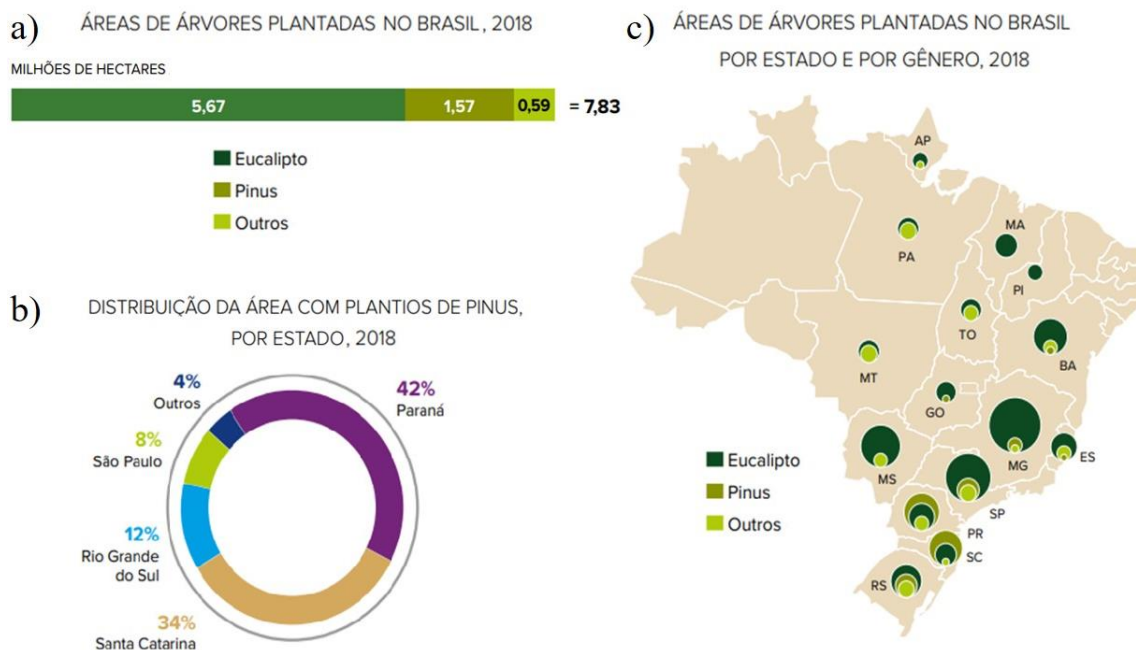 a)
ÁREAS DE ÁRVORES PLANTADAS NO BRASIL, 2018
MILHÕES DE HECTARES
5,67
1,57
0,59
= 7,83
Eucalipto
Pinus
Outros
b)
DISTRIBUIÇÃO DA ÁREA COM PLANTIOS DE PINUS,
POR ESTADO, 2018
4%
Outros
42%
Paraná
8%
São Paulo
12%
Rio Grande
do Sul
34%
Santa Catarina
c)
ÁREAS DE ÁRVORES PLANTADAS NO BRASIL
POR ESTADO E POR GÊNERO, 2018
AP
PA
MA
PI
TO
BA
MT
GO
MG
ES
MS
SP
PR
SC
RS
Eucalipto
Pinus
Outros